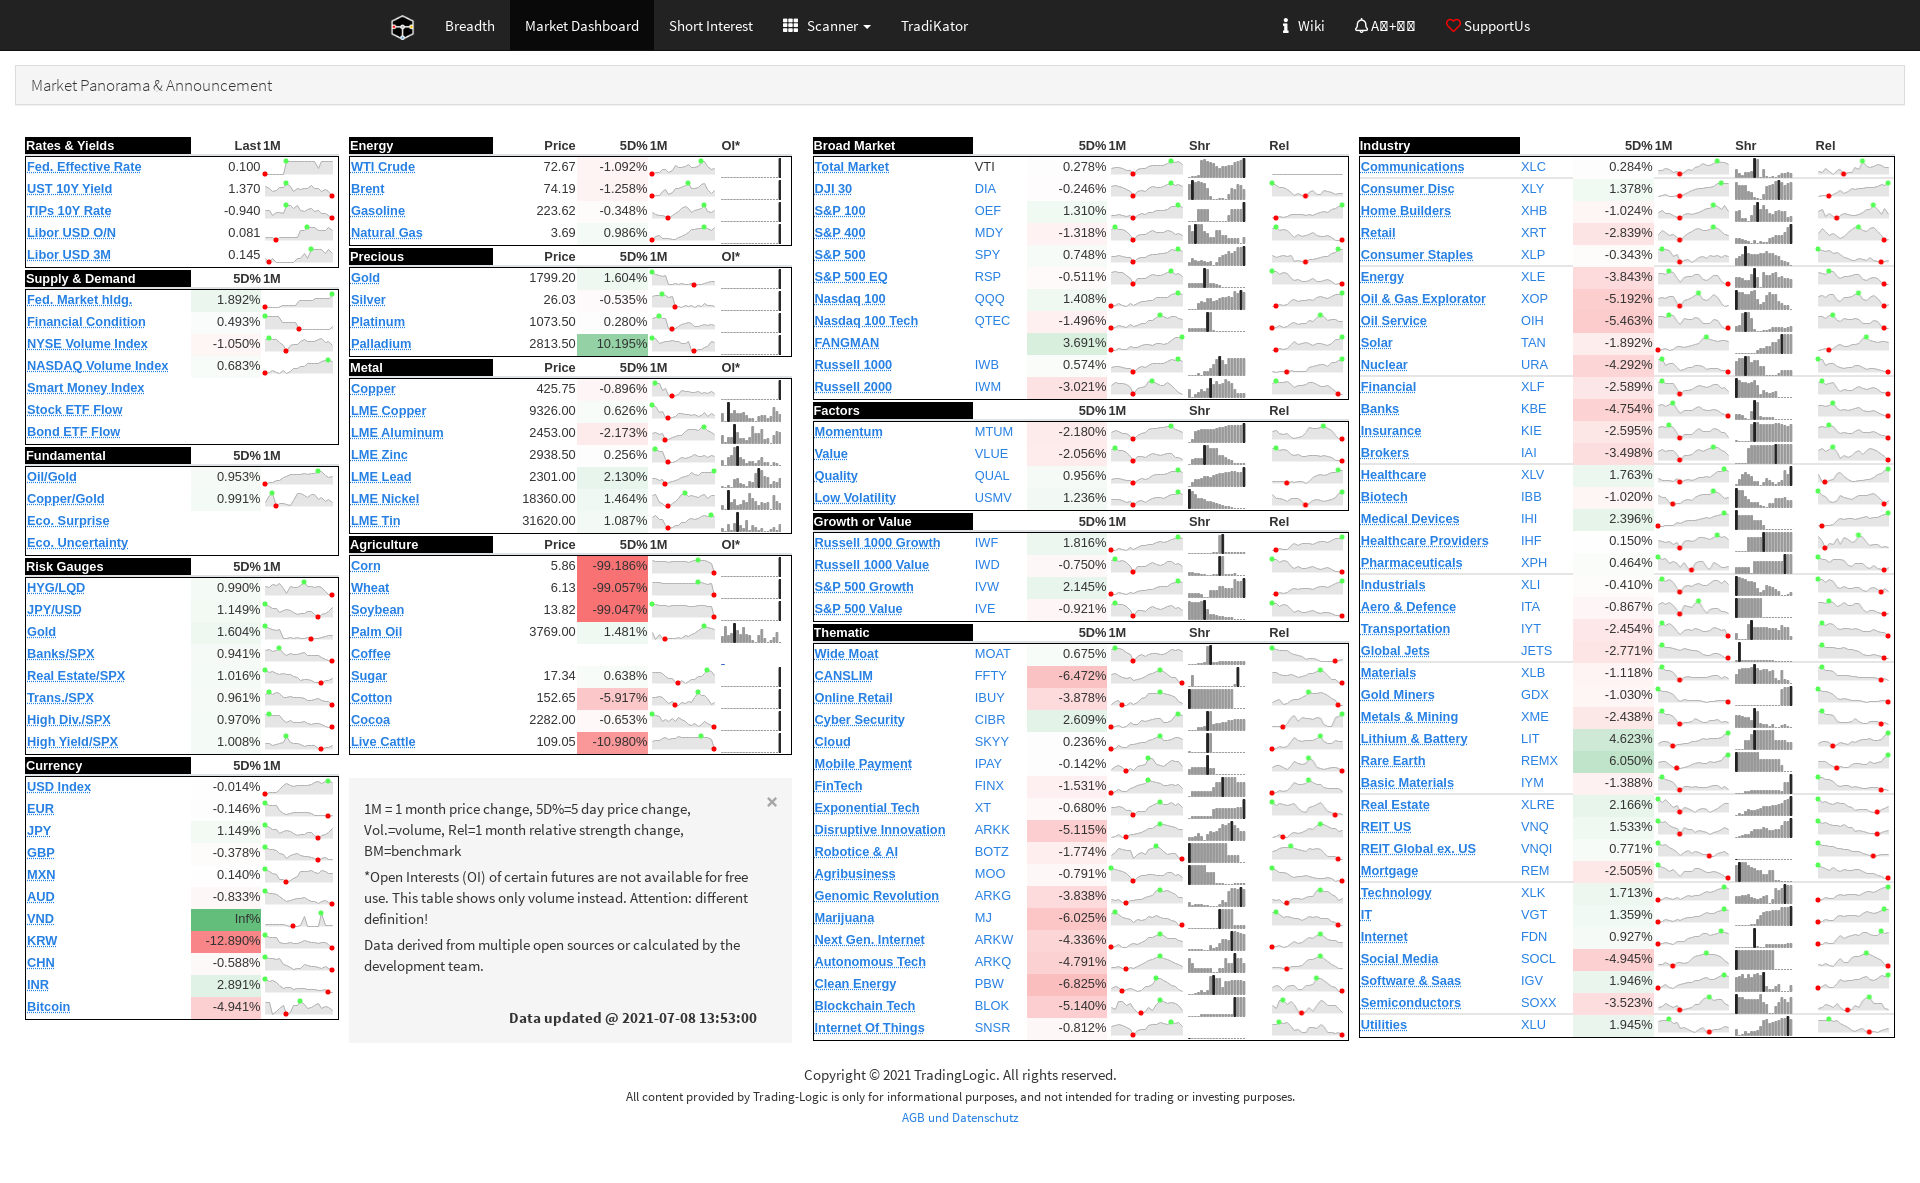 Breadth Market Dashboard Short Interest Scanner TradiKator Wiki SupportUs
Market Panorama & Announcement
Rates & Yields Last 1M
Fed. Effective Rate 0.100
UST 10Y Yield 1.370
TIPs 10Y Rate -0.940
Libor USD O/N 0.081
Libor USD 3M 0.145
Supply & Demand 5D% 1M
Fed. Market hldg. 1.892%
Financial Condition 0.493%
NYSE Volume Index -1.050%
NASDAQ Volume Index 0.683%
Smart Money Index
Stock ETF Flow
Bond ETF Flow
Fundamental 5D% 1M
Oil/Gold 0.953%
Copper/Gold 0.991%
Eco. Surprise
Eco. Uncertainty
Risk Gauges 5D% 1M
HYG/LQD 0.990%
JPY/USD 1.149%
Gold 1.604%
Banks/SPX 0.941%
Real Estate/SPX 1.016%
Trans./SPX 0.961%
High Div./SPX 0.970%
High Yield/SPX 1.008%
Currency 5D% 1M
USD Index -0.014%
EUR -0.146%
JPY 1.149%
GBP -0.378%
MXN 0.140%
AUD -0.833%
VND Inf%
KRW -12.890%
CHN -0.588%
INR 2.891%
Bitcoin -4.941%
Energy Price 5D% 1M OI*
WTI Crude 72.67 -1.092%
Brent 74.19 -1.258%
Gasoline 223.62 -0.348%
Natural Gas 3.69 0.986%
Precious Price 5D% 1M OI*
Gold 1799.20 1.604%
Silver 26.03 -0.535%
Platinum 1073.50 0.280%
Palladium 2813.50 10.195%
Metal Price 5D% 1M OI*
Copper 425.75 -0.896%
LME Copper 9326.00 0.626%
LME Aluminum 2453.00 -2.173%
LME Zinc 2938.50 0.256%
LME Lead 2301.00 2.130%
LME Nickel 18360.00 1.464%
LME Tin 31620.00 1.087%
Agriculture Price 5D% 1M OI*
Corn 5.86 -99.186%
Wheat 6.13 -99.057%
Soybean 13.82 -99.047%
Palm Oil 3769.00 1.481%
Coffee
Sugar 17.34 0.638%
Cotton 152.65 -5.917%
Cocoa 2282.00 -0.653%
Live Cattle 109.05 -10.980%
×
1M = 1 month price change, 5D%=5 day price change,
Vol.=volume, Rel=1 month relative strength change,
BM=benchmark
*Open Interests (OI) of certain futures are not available for free
use. This table shows only volume instead. Attention: different
definition!
Data derived from multiple open sources or calculated by the
development team.
Data updated @ 2021-07-08 13:53:00
Broad Market 5D% 1M Shr Rel
Total Market VTI 0.278%
DJI 30 DIA -0.246%
S&P 100 OEF 1.310%
S&P 400 MDY -1.318%
S&P 500 SPY 0.748%
S&P 500 EQ RSP -0.511%
Nasdaq 100 QQQ 1.408%
Nasdaq 100 Tech QTEC -1.496%
FANGMAN 3.691%
Russell 1000 IWB 0.574%
Russell 2000 IWM -3.021%
Factors 5D% 1M Shr Rel
Momentum MTUM -2.180%
Value VLUE -2.056%
Quality QUAL 0.956%
Low Volatility USMV 1.236%
Growth or Value 5D% 1M Shr Rel
Russell 1000 Growth IWF 1.816%
Russell 1000 Value IWD -0.750%
S&P 500 Growth IVW 2.145%
S&P 500 Value IVE -0.921%
Thematic 5D% 1M Shr Rel
Wide Moat MOAT 0.675%
CANSLIM FFTY -6.472%
Online Retail IBUY -3.878%
Cyber Security CIBR 2.609%
Cloud SKYY 0.236%
Mobile Payment IPAY -0.142%
FinTech FINX -1.531%
Exponential Tech XT -0.680%
Disruptive Innovation ARKK -5.115%
Robotice & AI BOTZ -1.774%
Agribusiness MOO -0.791%
Genomic Revolution ARKG -3.838%
Marijuana MJ -6.025%
Next Gen. Internet ARKW -4.336%
Autonomous Tech ARKQ -4.791%
Clean Energy PBW -6.825%
Blockchain Tech BLOK -5.140%
Internet Of Things SNSR -0.812%
Industry 5D% 1M Shr Rel
Communications XLC 0.284%
Consumer Disc XLY 1.378%
Home Builders XHB -1.024%
Retail XRT -2.839%
Consumer Staples XLP -0.343%
Energy XLE -3.843%
Oil & Gas Explorator XOP -5.192%
Oil Service OIH -5.463%
Solar TAN -1.892%
Nuclear URA -4.292%
Financial XLF -2.589%
Banks KBE -4.754%
Insurance KIE -2.595%
Brokers IAI -3.498%
Healthcare XLV 1.763%
Biotech IBB -1.020%
Medical Devices IHI 2.396%
Healthcare Providers IHF 0.150%
Pharmaceuticals XPH 0.464%
Industrials XLI -0.410%
Aero & Defence ITA -0.867%
Transportation IYT -2.454%
Global Jets JETS -2.771%
Materials XLB -1.118%
Gold Miners GDX -1.030%
Metals & Mining XME -2.438%
Lithium & Battery LIT 4.623%
Rare Earth REMX 6.050%
Basic Materials IYM -1.388%
Real Estate XLRE 2.166%
REIT US VNQ 1.533%
REIT Global ex. US VNQI 0.771%
Mortgage REM -2.505%
Technology XLK 1.713%
IT VGT 1.359%
Internet FDN 0.927%
Social Media SOCL -4.945%
Software & Saas IGV 1.946%
Semiconductors SOXX -3.523%
Utilities XLU 1.945%
Copyright © 2021 TradingLogic. All rights reserved.
All content provided by Trading-Logic is only for informational purposes, and not intended for trading or investing purposes.
AGB und Datenschutz